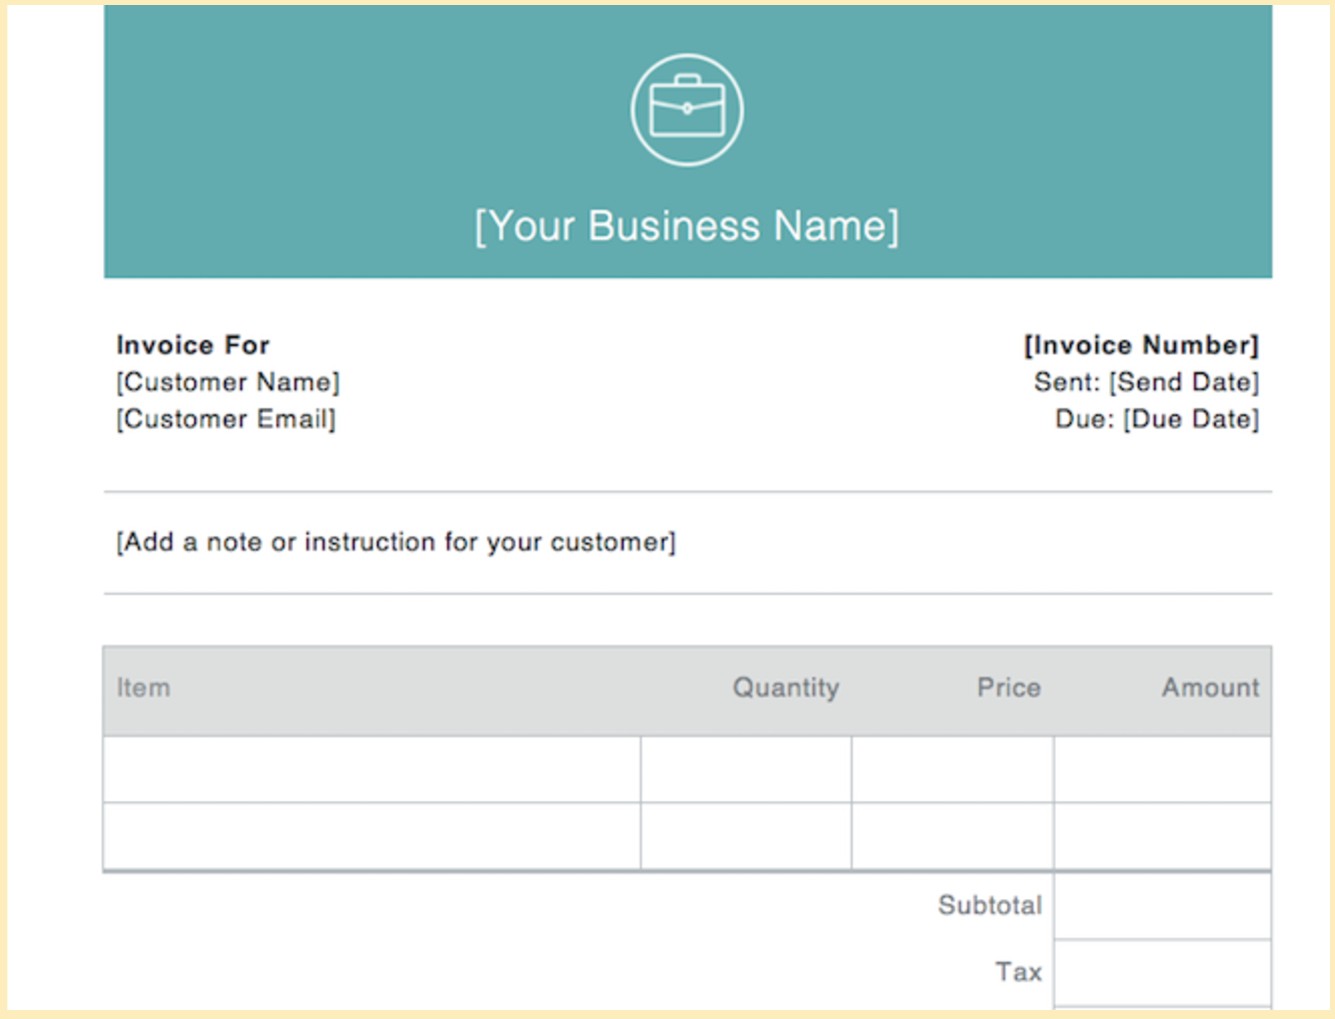 [Your Business Name]
Invoice For
[Customer Name]
[Customer Email]
[Invoice Number]
Sent: [Send Date]
Due: [Due Date]
[Add a note or instruction for your customer]
Item Quantity Price Amount
Subtotal
Tax